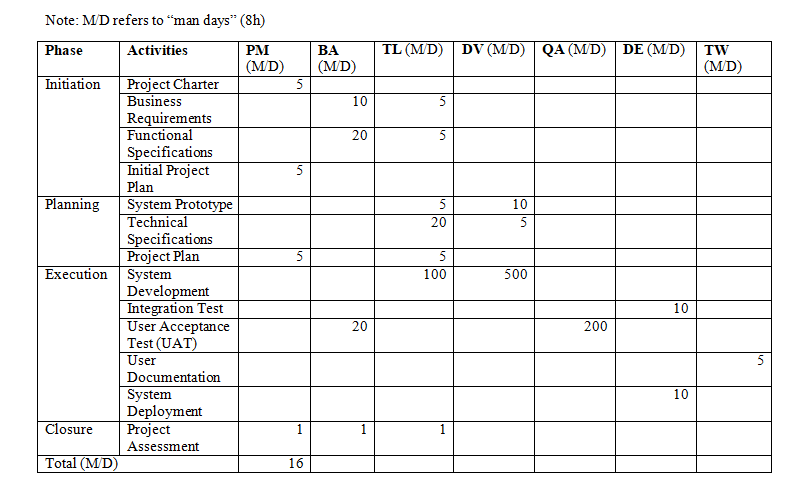 Note: M/D refers to “man days” (8h)
Phase Activities PM (M/D) BA (M/D) TL (M/D) DV (M/D) QA (M/D) DE (M/D) TW (M/D)
Initiation Project Charter 5
Business Requirements 10 5
Functional Specifications 20 5
Initial Project Plan 5
Planning System Prototype 5 10
Technical Specifications 20 5
Project Plan 5 5
Execution System Development 100 500
Integration Test 10
User Acceptance Test (UAT) 20 200
User Documentation 5
System Deployment 10
Closure Project Assessment 1 1 1
Total (M/D) 16